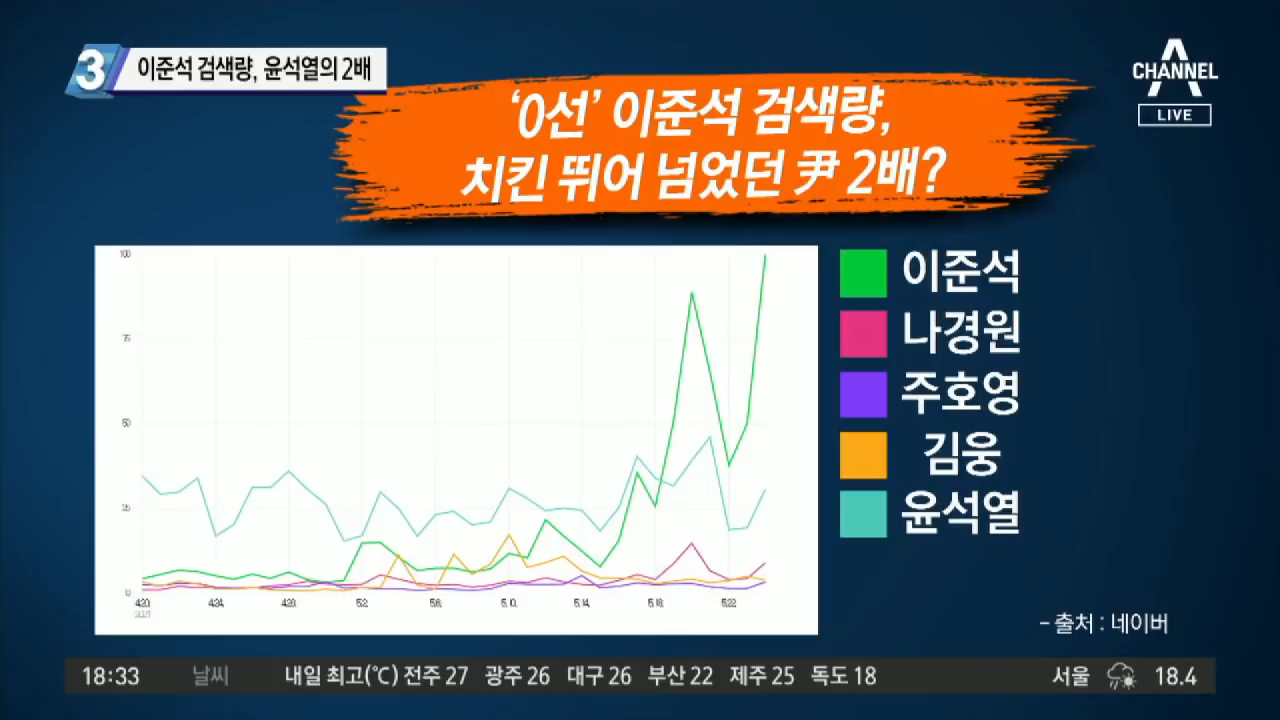 3 이준석 검색량, 윤석열의 2배
CHANNEL A
LIVE
‘0선’ 이준석 검색량,
치킨 뛰어 넘었던 尹 2배?
100
75
50
25
0
4.20. 4.24. 4.28. 5.2. 5.6. 5.10. 5.14. 5.18. 5.22.
2021
이준석
나경원
주호영
김웅
윤석열
- 출처 : 네이버
18:33 날씨 내일 최고(℃) 전주 27 광주 26 대구 26 부산 22 제주 25 독도 18 서울 18.4